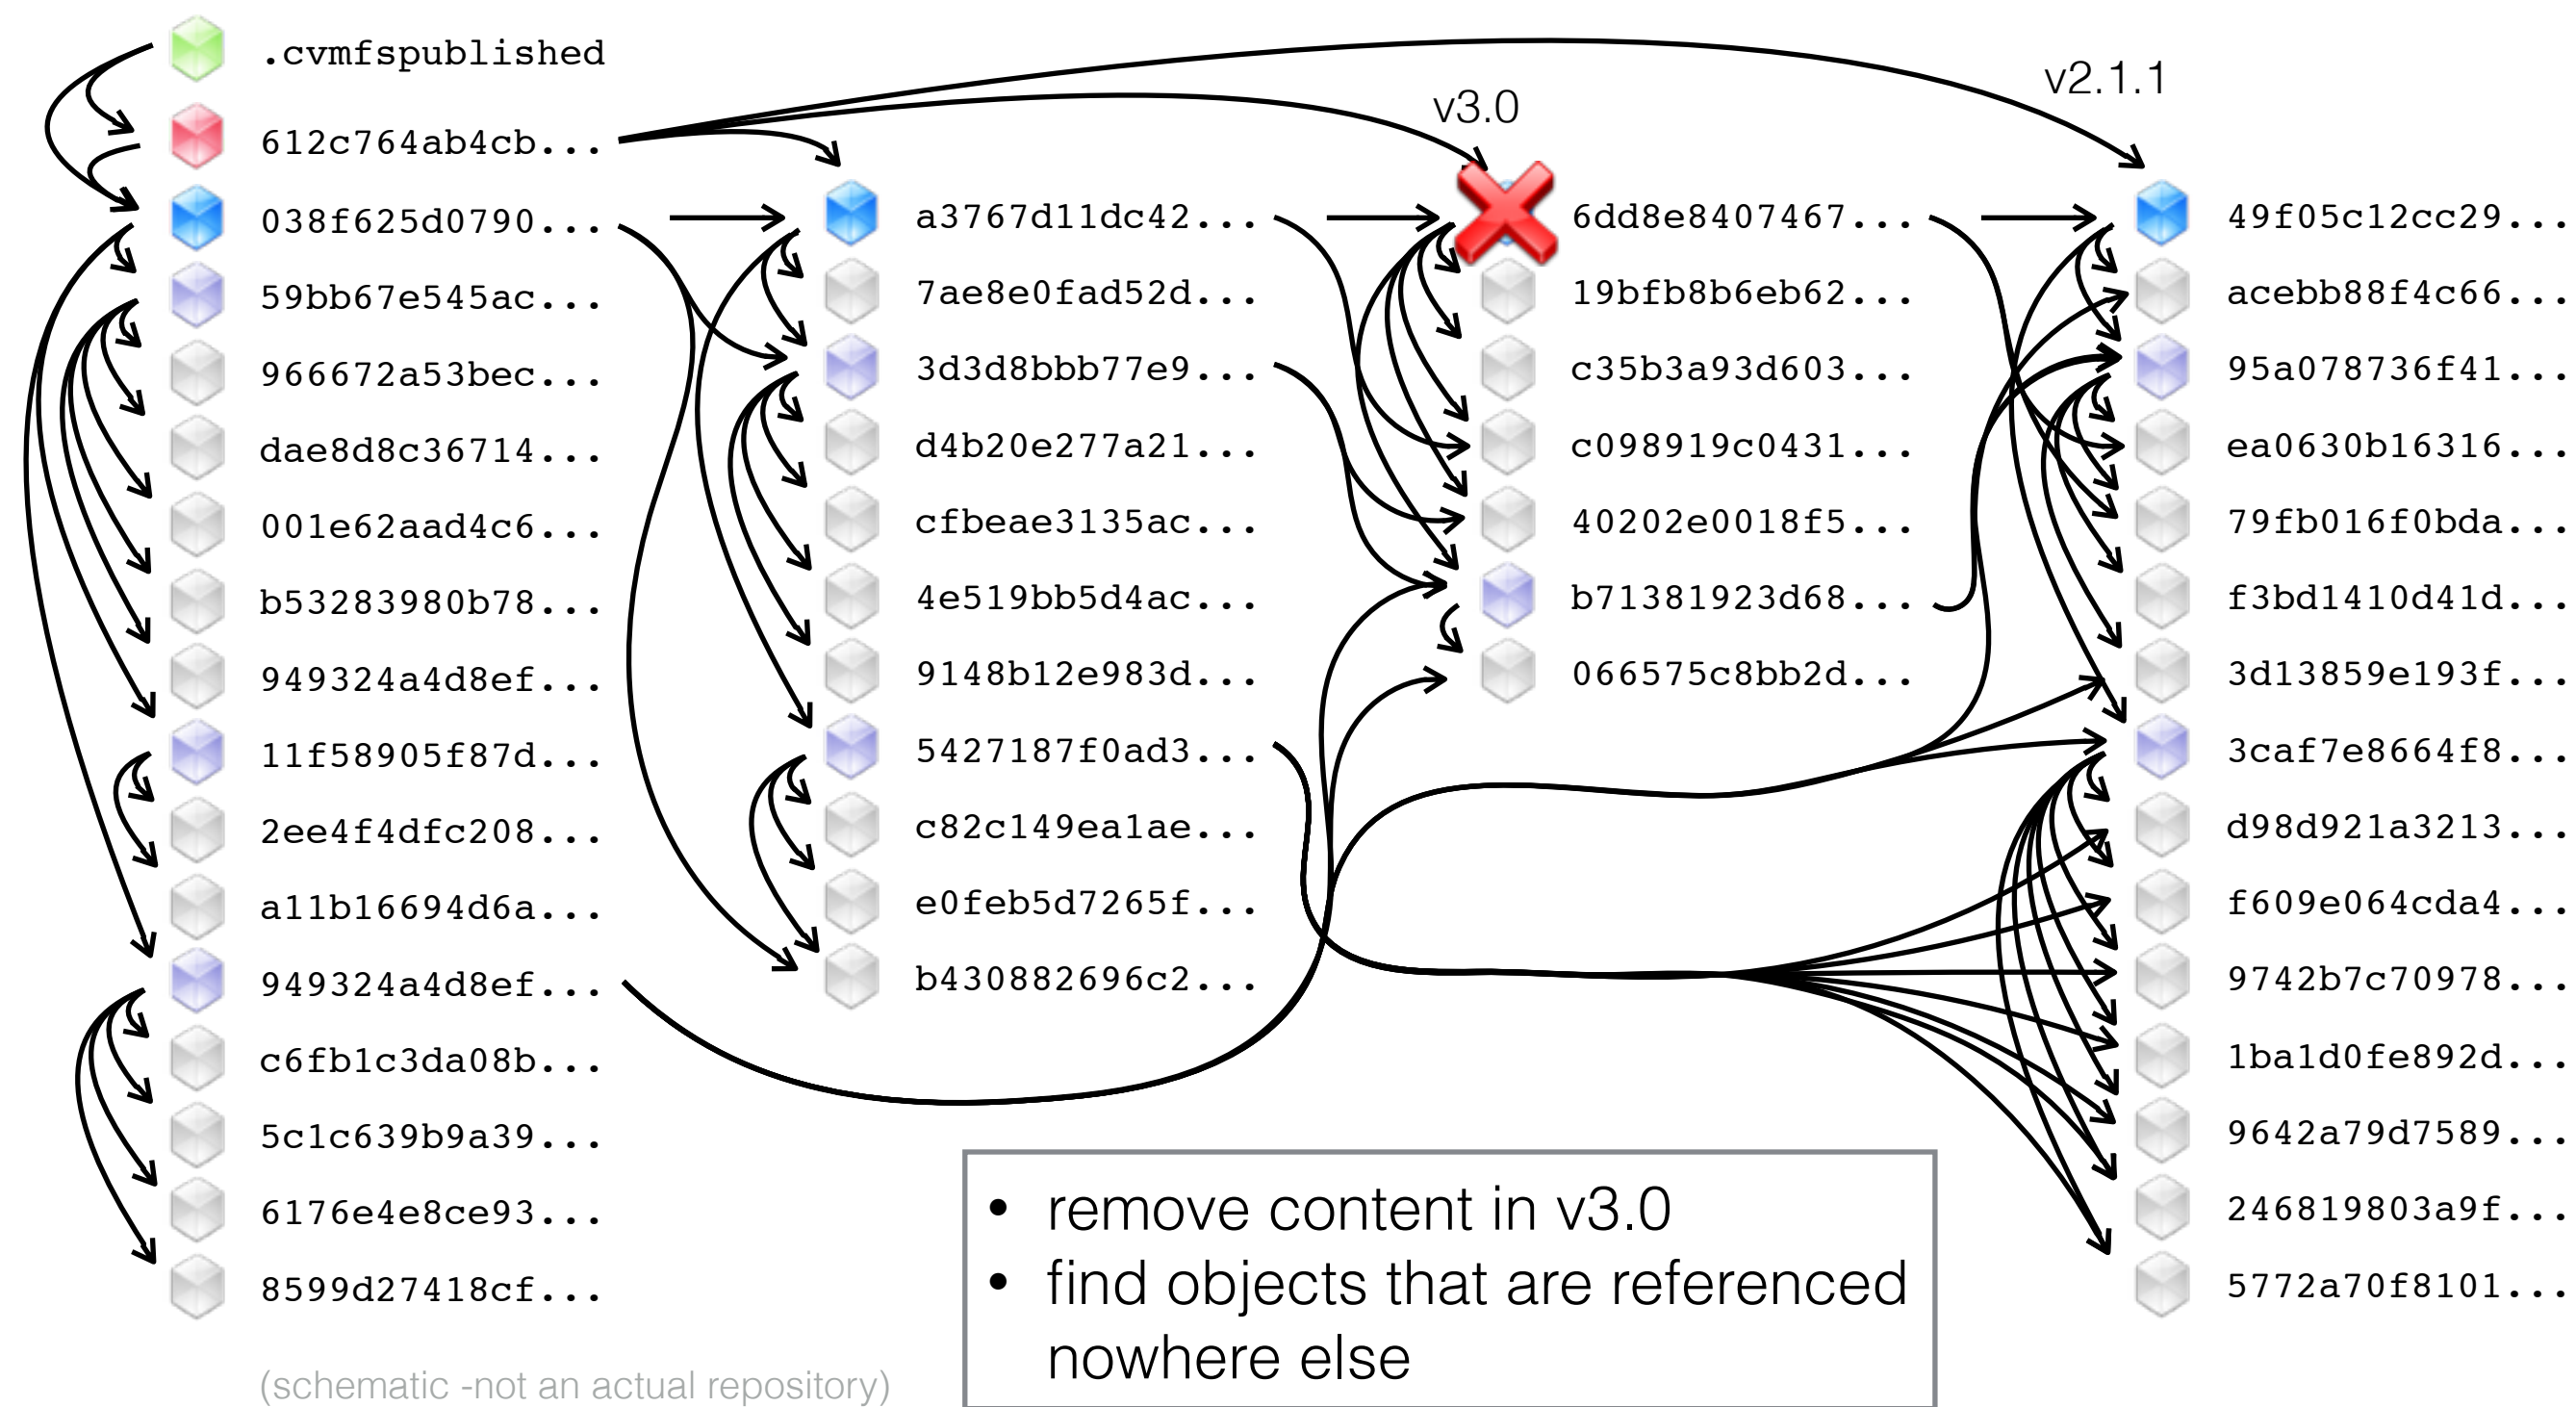 .cvmfspublished
612c764ab4cb...
038f625d0790...
59bb67e545ac...
966672a53bec...
dae8d8c36714...
001e62aad4c6...
b53283980b78...
949324a4d8ef...
11f58905f87d...
2ee4f4dfc208...
a11b16694d6a...
949324a4d8ef...
c6fb1c3da08b...
5c1c639b9a39...
6176e4e8ce93...
8599d27418cf...
(schematic -not an actual repository)
a3767d11dc42...
7ae8e0fad52d...
3d3d8bbb77e9...
d4b20e277a21...
cfbeae3135ac...
4e519bb5d4ac...
9148b12e983d...
5427187f0ad3...
c82c149ea1ae...
e0feb5d7265f...
b430882696c2...
v3.0
6dd8e8407467...
19bfb8b6eb62...
c35b3a93d603...
c098919c0431...
40202e0018f5...
b71381923d68...
066575c8bb2d...
v2.1.1
49f05c12cc29...
acebb88f4c66...
95a078736f41...
ea0630b16316...
79fb016f0bda...
f3bd1410d41d...
3d13859e193f...
3caf7e8664f8...
d98d921a3213...
f609e064cda4...
9742b7c70978...
1ba1d0fe892d...
9642a79d7589...
246819803a9f...
5772a70f8101...
• remove content in v3.0
• find objects that are referenced
nowhere else